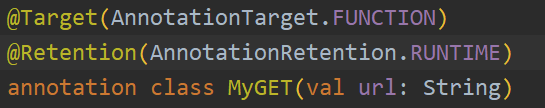 @Target(AnnotationTarget.FUNCTION)
@Retention(AnnotationRetention.RUNTIME)
annotation class MyGET(val url: String)